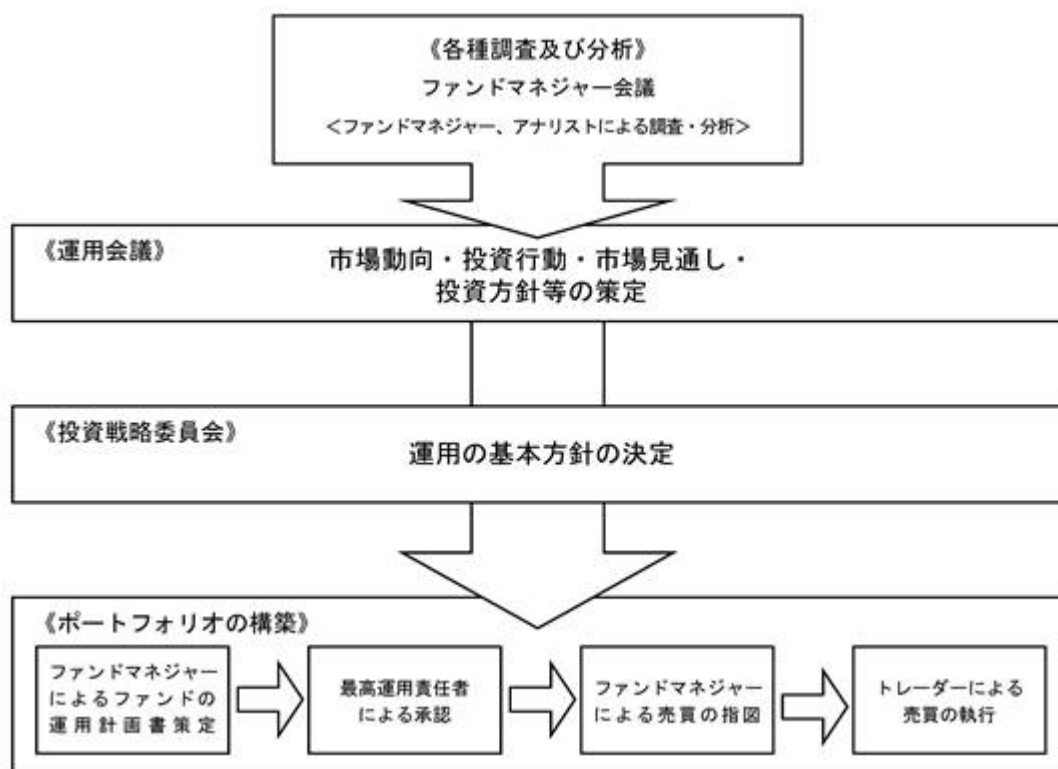 《各種調査及び分析》
ファンドマネジャー会議
＜ファンドマネジャー、アナリストによる調査・分析＞
《運用会議》
市場動向・投資行動・市場見通し・
投資方針等の策定
《投資戦略委員会》
運用の基本方針の決定
《ポートフォリオの構築》
ファンドマネジャー
によるファンドの
運用計画書策定
最高運用責任者
による承認
ファンドマネジャー
による売買の指図
トレーダーによる
売買の執行